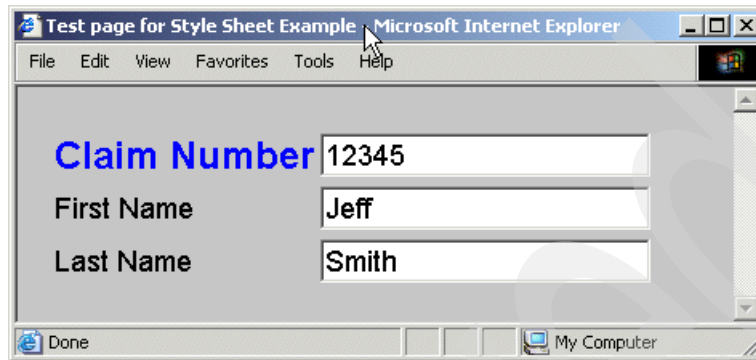 Test page for Style Sheet Example - Microsoft Internet Explorer
File Edit View Favorites Tools Help
Claim Number 12345
First Name Jeff
Last Name Smith
Done My Computer